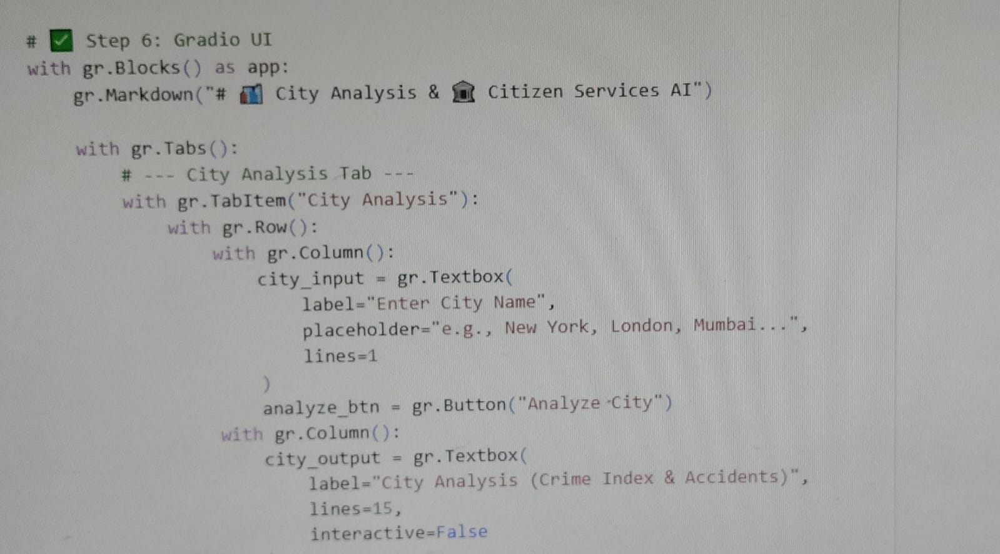 # ✅ Step 6: Gradio UI
with gr.Blocks() as app:
    gr.Markdown("# 🏙️ City Analysis & 🏛️ Citizen Services AI")

    with gr.Tabs():
        # --- City Analysis Tab ---
        with gr.TabItem("City Analysis"):
            with gr.Row():
                with gr.Column():
                    city_input = gr.Textbox(
                        label="Enter City Name",
                        placeholder="e.g., New York, London, Mumbai...",
                        lines=1
                    )
                    analyze_btn = gr.Button("Analyze City")
                with gr.Column():
                    city_output = gr.Textbox(
                        label="City Analysis (Crime Index & Accidents)",
                        lines=15,
                        interactive=False